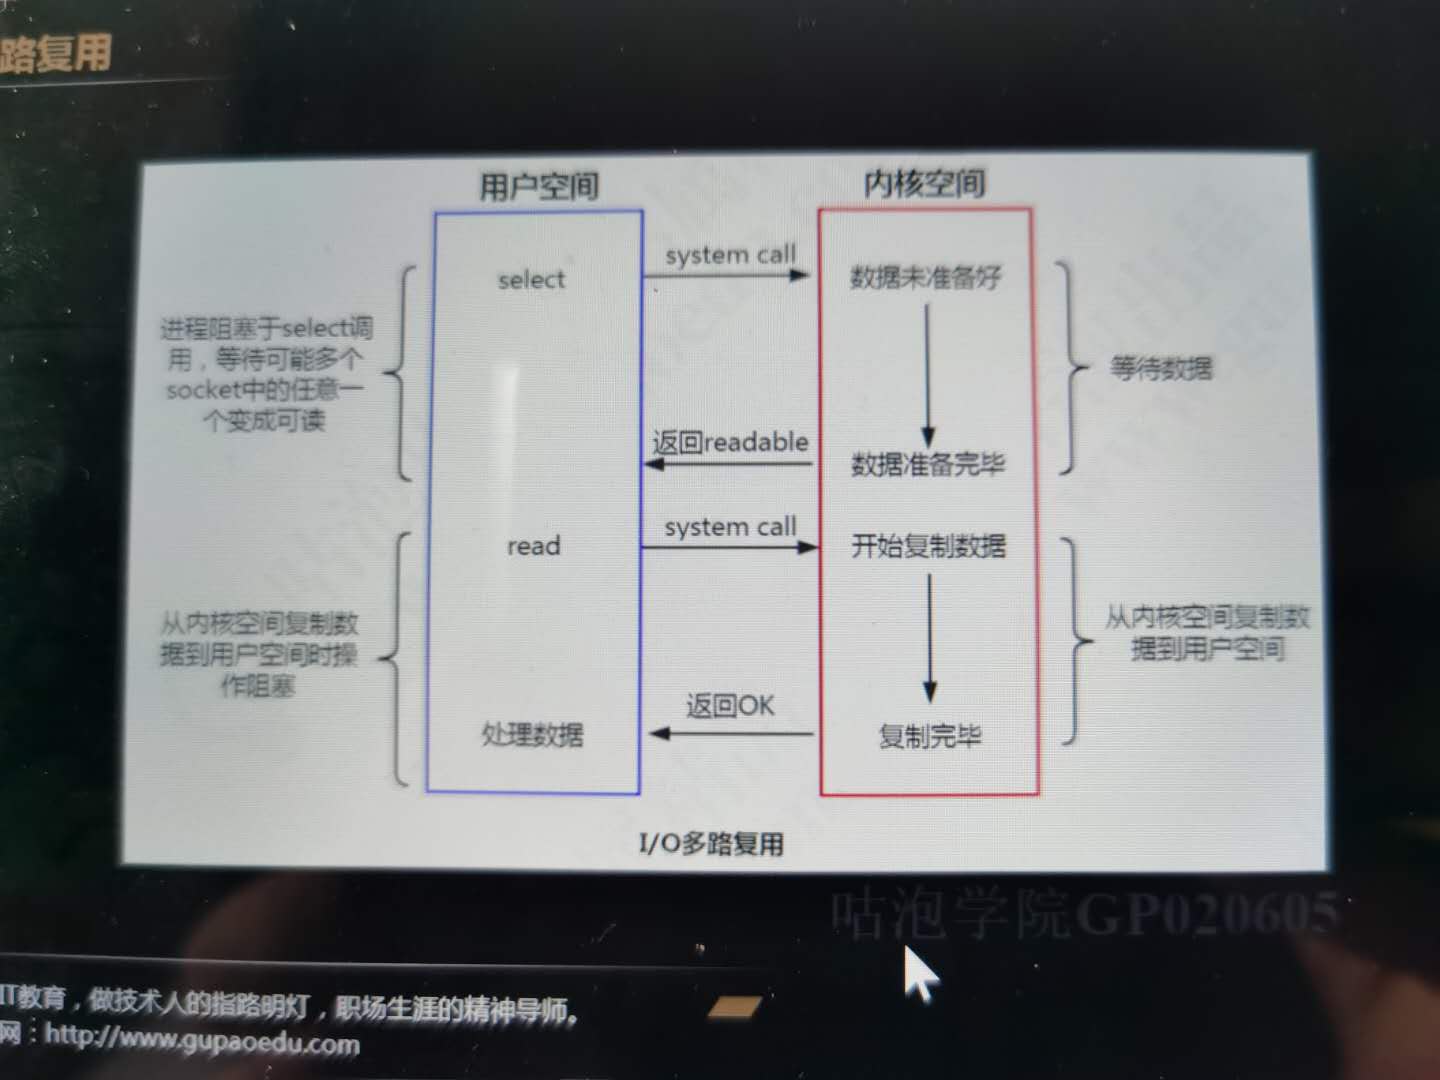 路复用
用户空间
内核空间
system call
select
数据未准备好
进程阻塞于select调
用，等待可能多个
socket中的任意一
个变成可读
等待数据
返回readable
数据准备完毕
system call
read
开始复制数据
从内核空间复制数
据到用户空间时操
作阻塞
从内核空间复制数
据到用户空间
返回OK
处理数据
复制完毕
I/O多路复用
咕泡学院GP020605
IT教育，做技术人的指路明灯，职场生涯的精神导师。
网：http://www.gupaoedu.com